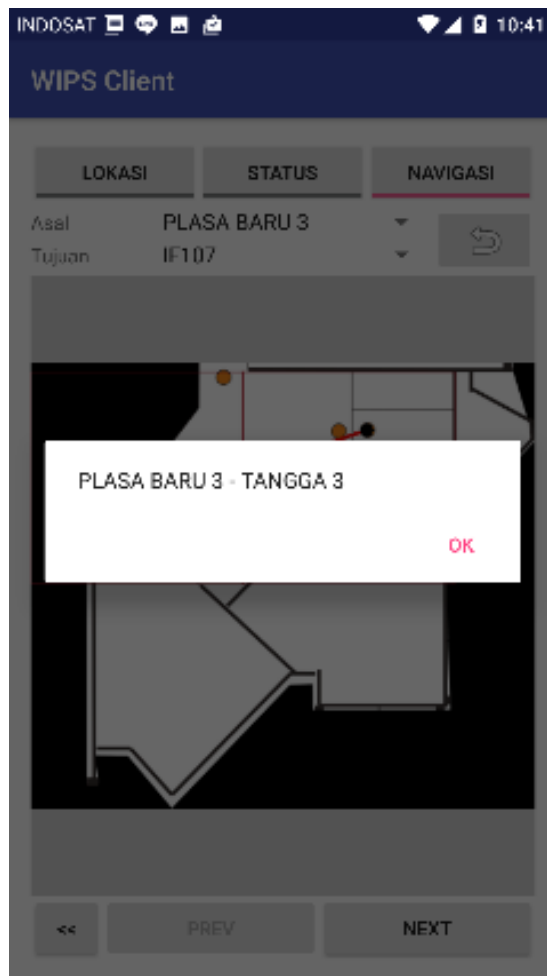 INDOSAT 10:41
WIPS Client
LOKASI STATUS NAVIGASI
Asal PLASA BARU 3
Tujuan IF107
PLASA BARU 3 - TANGGA 3
OK
<< PREV NEXT